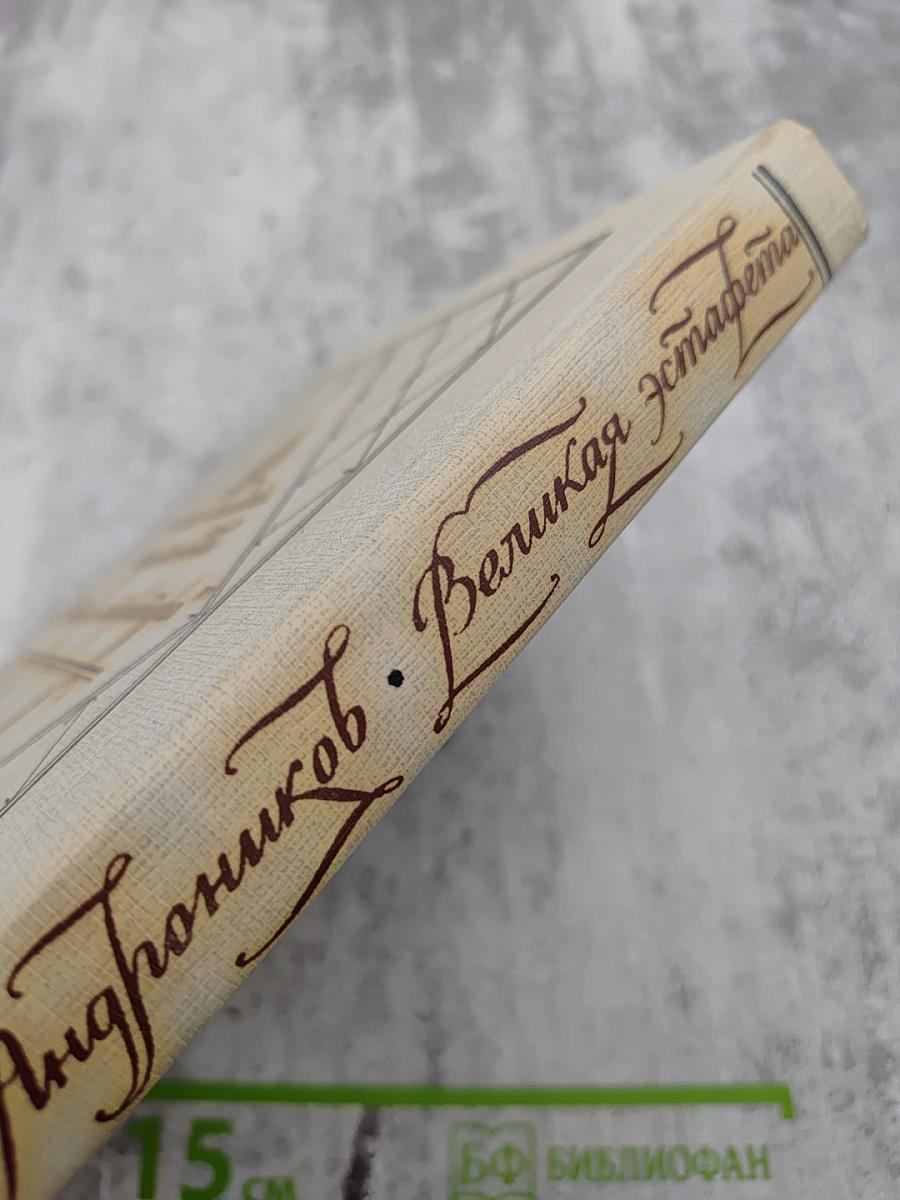 Андроников • Великая эстафета
15 см
БФ БИБЛИОФАН